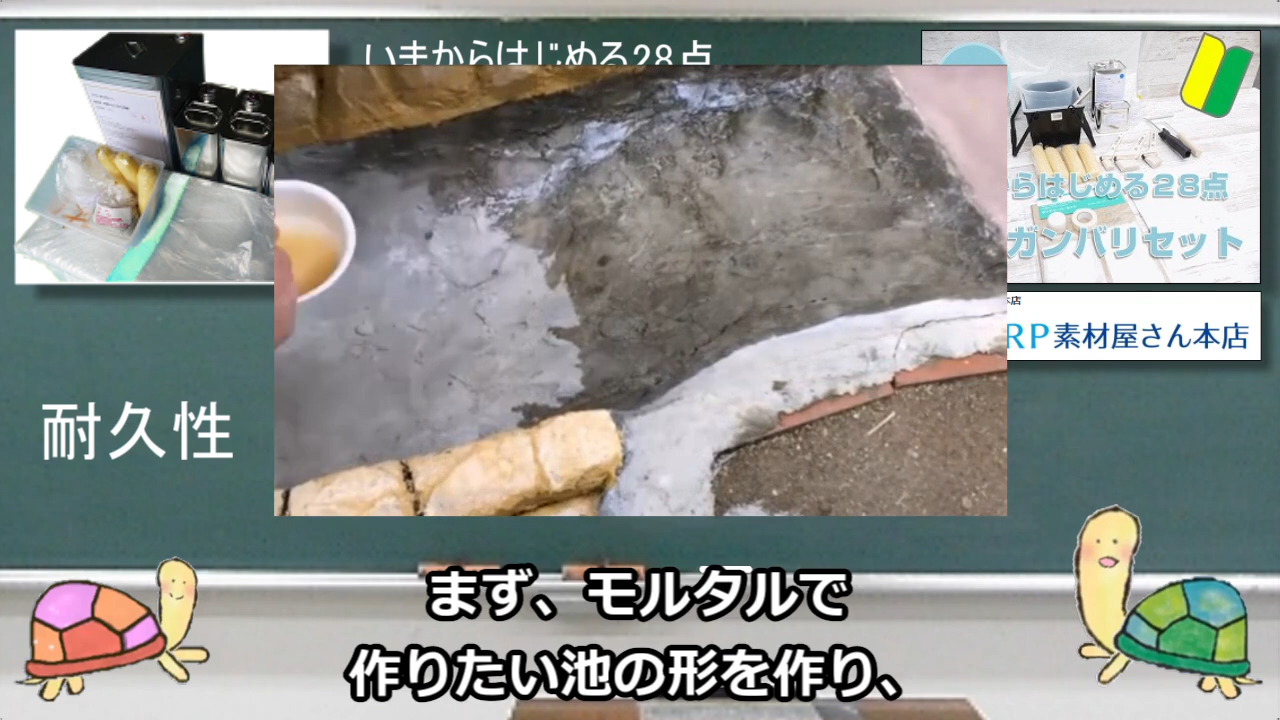 いまからはじめる28点
らはじめる28点
ガンバリセット
本店
RP素材屋さん本店
耐久性
まず、モルタルで
作りたい池の形を作り、